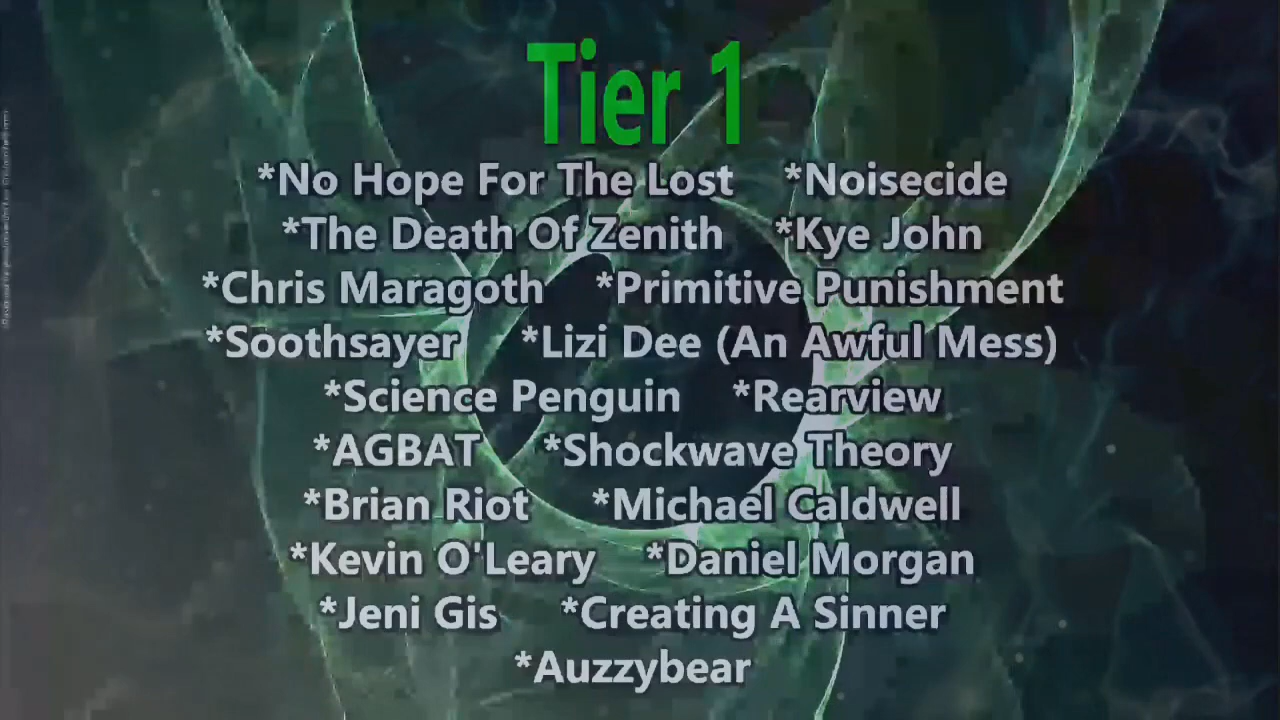 Tier 1
*No Hope For The Lost *Noisecide
*The Death Of Zenith *Kye John
*Chris Maragoth *Primitive Punishment
*Soothsayer *Lizi Dee (An Awful Mess)
*Science Penguin *Rearview
*AGBAT *Shockwave Theory
*Brian Riot *Michael Caldwell
*Kevin O'Leary *Daniel Morgan
*Jeni Gis *Creating A Sinner
*Auzzybear